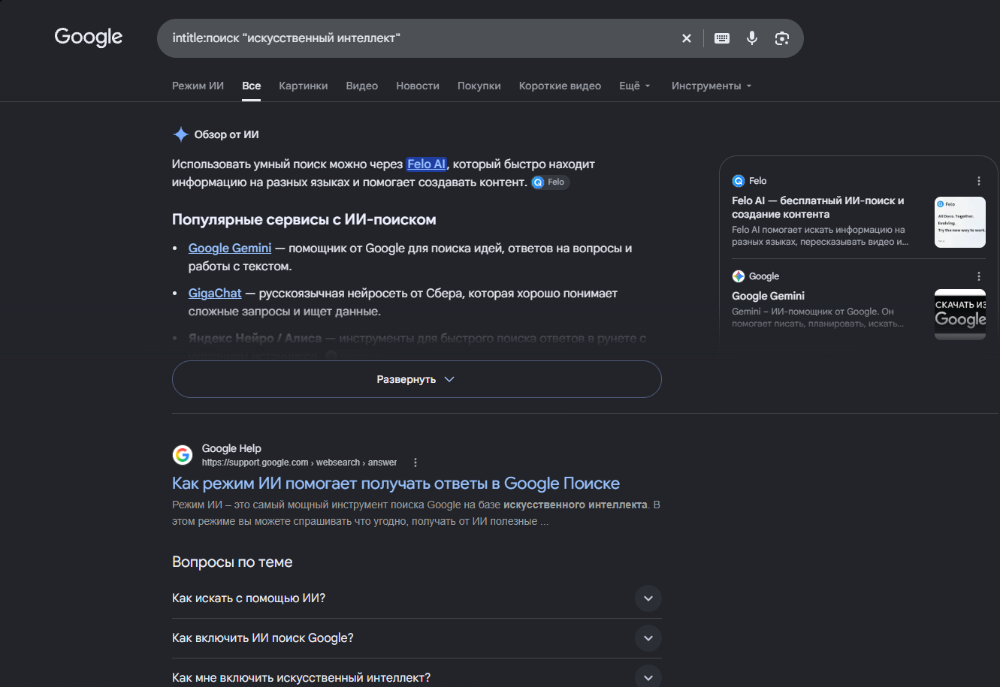 Google
intitle:поиск "искусственный интеллект"
Режим ИИ Все Картинки Видео Новости Покупки Короткие видео Ещё Инструменты
Обзор от ИИ
Использовать умный поиск можно через Felo AI, который быстро находит
информацию на разных языках и помогает создавать контент. Felo
Популярные сервисы с ИИ-поиском
• Google Gemini — помощник от Google для поиска идей, ответов на вопросы и
работы с текстом.
• GigaChat — русскоязычная нейросеть от Сбера, которая хорошо понимает
сложные запросы и ищет данные.
• Яндекс Нейро / Алиса — инструменты для быстрого поиска ответов в рунете с
Развернуть
Felo
Felo AI — бесплатный ИИ-поиск и
создание контента
Felo AI помогает искать информацию на
разных языках, пересказывать видео и...
Felo
All Docs. Together.
Evolving.
Try the new way to work.
Google
Google Gemini
Gemini – ИИ-помощник от Google. Он
помогает писать, планировать, искать...
СКАЧАТЬ ИЗ
Google
Google Help
https://support.google.com › websearch › answer
Как режим ИИ помогает получать ответы в Google Поиске
Режим ИИ – это самый мощный инструмент поиска Google на базе искусственного интеллекта. В
этом режиме вы можете спрашивать что угодно, получать от ИИ полезные ...
Вопросы по теме
Как искать с помощью ИИ?
Как включить ИИ поиск Google?
Как мне включить искусственный интеллект?